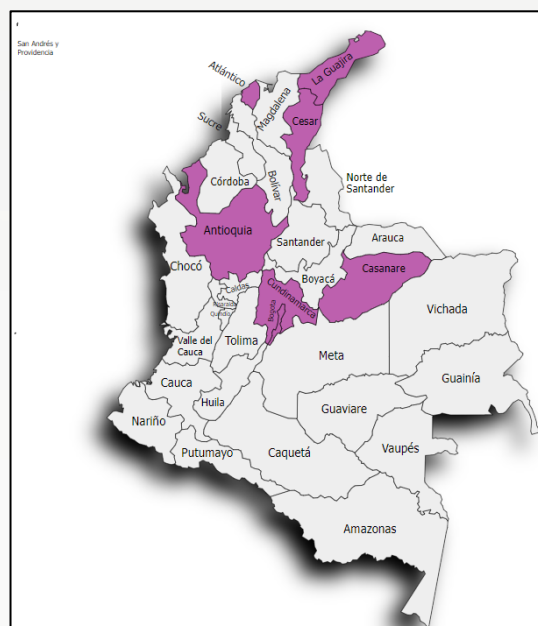 San Andrés y
Providencia
La Guajira
Atlántico
Magdalena
Cesar
Sucre
Bolívar
Córdoba
Norte de
Santander
Antioquia
Santander
Arauca
Chocó
Boyacá
Casanare
Caldas
Cundinamarca
Risaralda
Quindío
Bogotá
Vichada
Valle del
Cauca
Tolima
Meta
Guainía
Cauca
Huila
Guaviare
Nariño
Putumayo
Caquetá
Vaupés
Amazonas